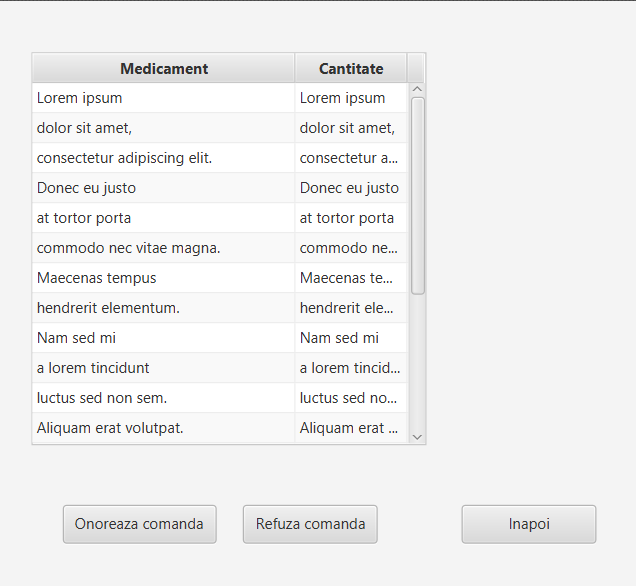 Medicament Cantitate
Lorem ipsum Lorem ipsum
dolor sit amet, dolor sit amet,
consectetur adipiscing elit. consectetur a...
Donec eu justo Donec eu justo
at tortor porta at tortor porta
commodo nec vitae magna. commodo ne...
Maecenas tempus Maecenas te...
hendrerit elementum. hendrerit ele...
Nam sed mi Nam sed mi
a lorem tincidunt a lorem tincid...
luctus sed non sem. luctus sed no...
Aliquam erat volutpat. Aliquam erat ...
Onoreaza comanda Refuza comanda Inapoi